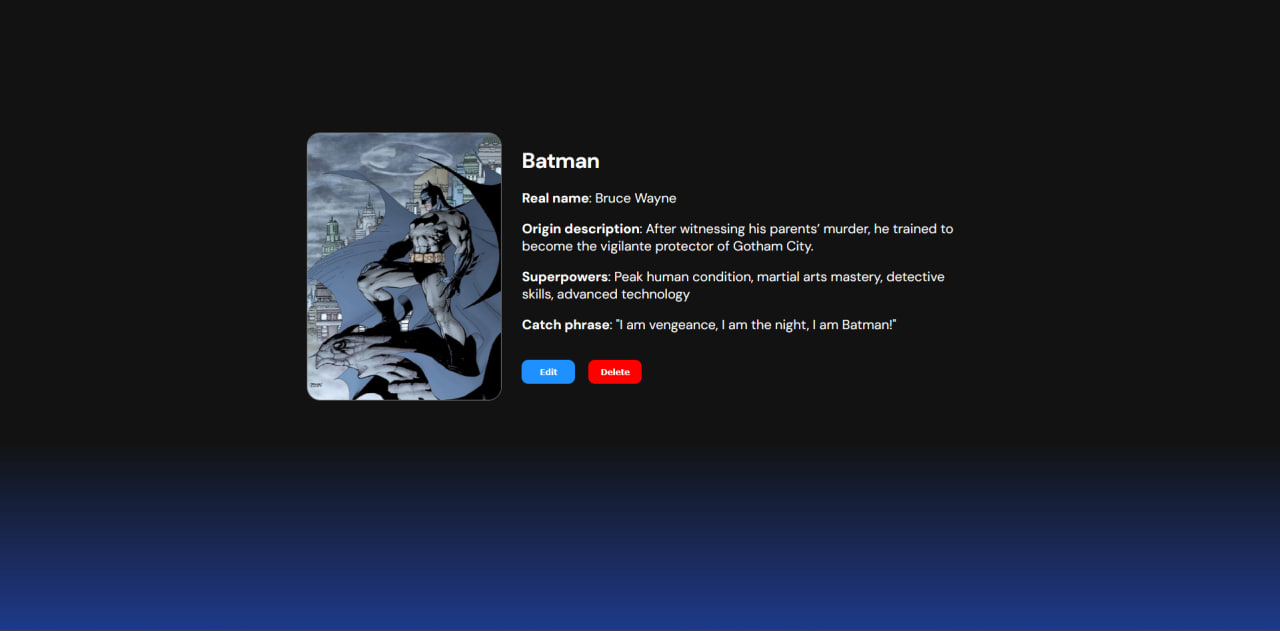 Batman
Real name: Bruce Wayne
Origin description: After witnessing his parents’ murder, he trained to
become the vigilante protector of Gotham City.
Superpowers: Peak human condition, martial arts mastery, detective
skills, advanced technology
Catch phrase: "I am vengeance, I am the night, I am Batman!"
Edit Delete